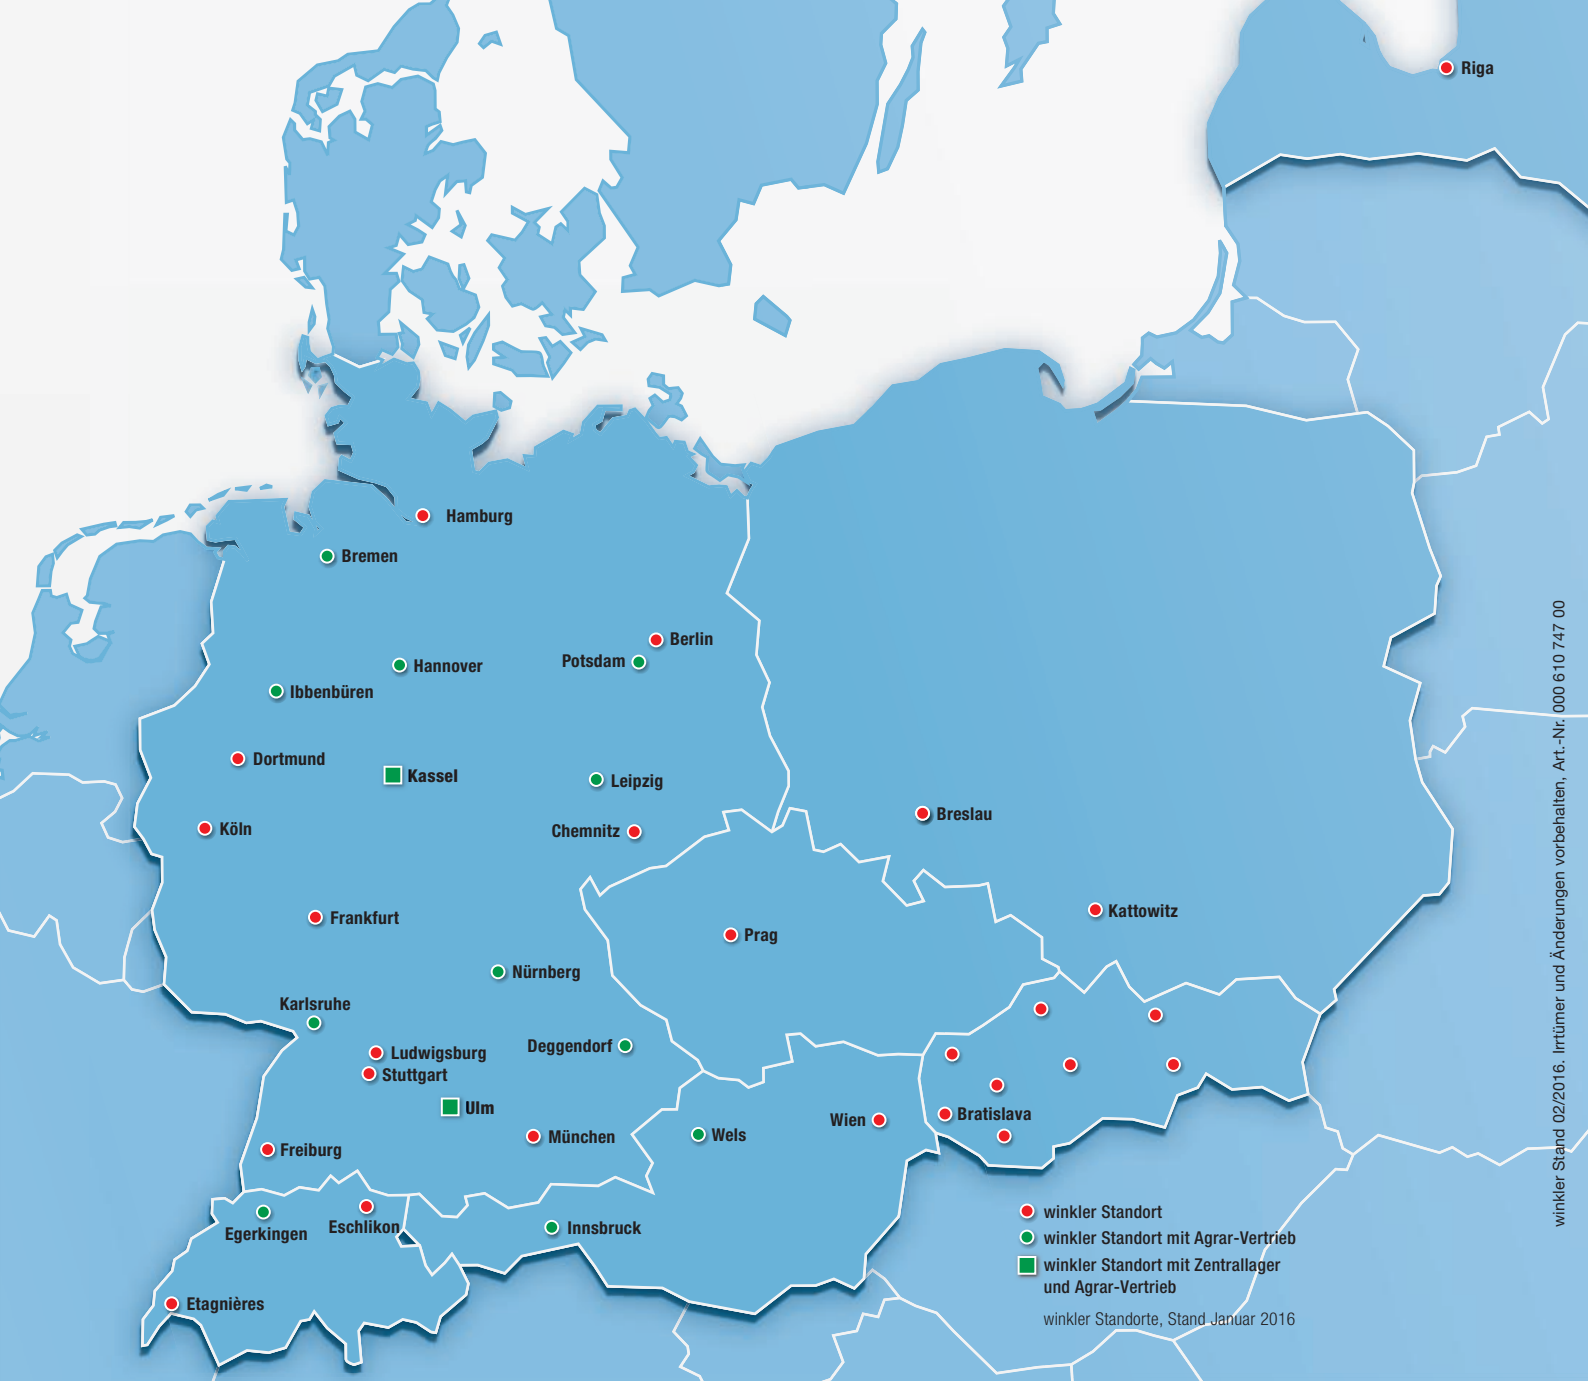 Riga
Hamburg
Bremen
Berlin
Potsdam
Hannover
Ibbenbüren
Dortmund
Kassel
Leipzig
Köln
Chemnitz
Breslau
Frankfurt
Kattowitz
Prag
Nürnberg
Karlsruhe
Ludwigsburg
Deggendorf
Stuttgart
Ulm
Bratislava
Wien
München
Wels
Freiburg
Egerkingen
Eschlikon
Innsbruck
Etagnières
winkler Standort
winkler Standort mit Agrar-Vertrieb
winkler Standort mit Zentrallager
und Agrar-Vertrieb
winkler Standorte, Stand Januar 2016
winkler Stand 02/2016. Irrtümer und Änderungen vorbehalten, Art.-Nr. 000 610 747 00